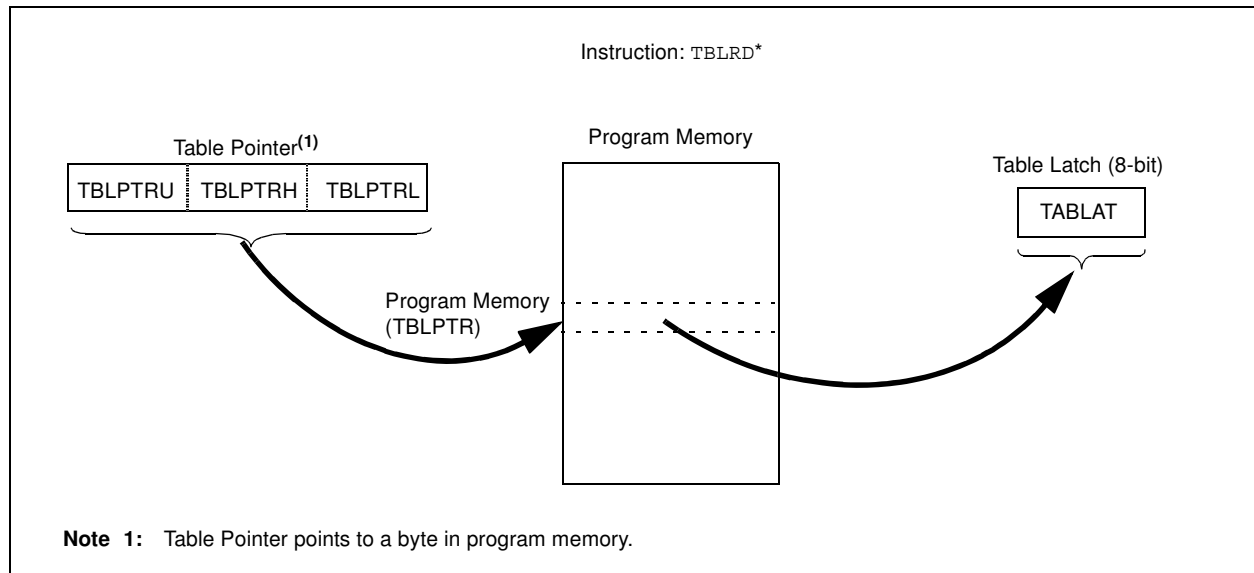 Instruction: TBLRD*
Program Memory
Table Pointer(1)
Table Latch (8-bit)
TBLPTRU TBLPTRH TBLPTRL
TABLAT
Program Memory
(TBLPTR)
Note 1: Table Pointer points to a byte in program memory.